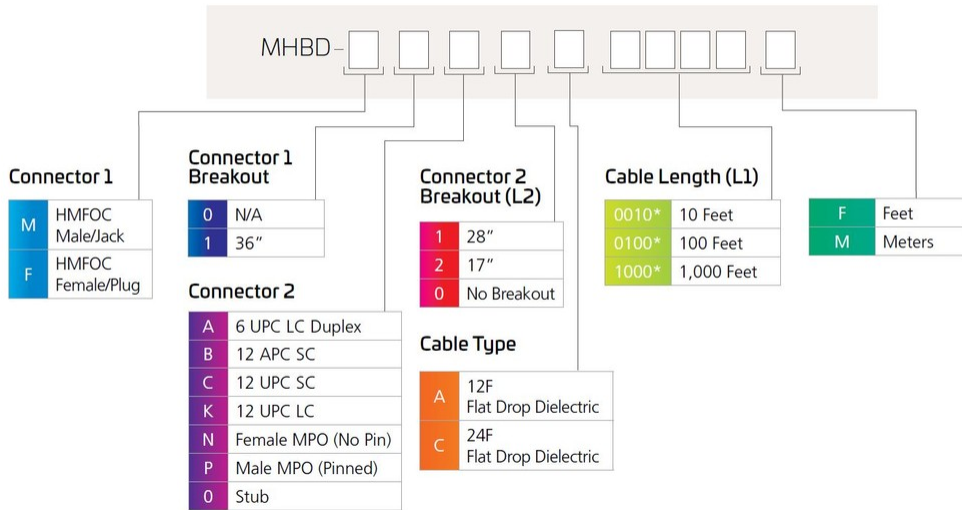 MHBD-
Connector 1
M HMFOC
Male/Jack
F HMFOC
Female/Plug
Connector 1
Breakout
0 N/A
1 36”
Connector 2
A 6 UPC LC Duplex
B 12 APC SC
C 12 UPC SC
K 12 UPC LC
N Female MPO (No Pin)
P Male MPO (Pinned)
0 Stub
Connector 2
Breakout (L2)
1 28”
2 17”
0 No Breakout
Cable Type
A 12F
Flat Drop Dielectric
C 24F
Flat Drop Dielectric
Cable Length (L1)
0010* 10 Feet
0100* 100 Feet
1000* 1,000 Feet
F Feet
M Meters